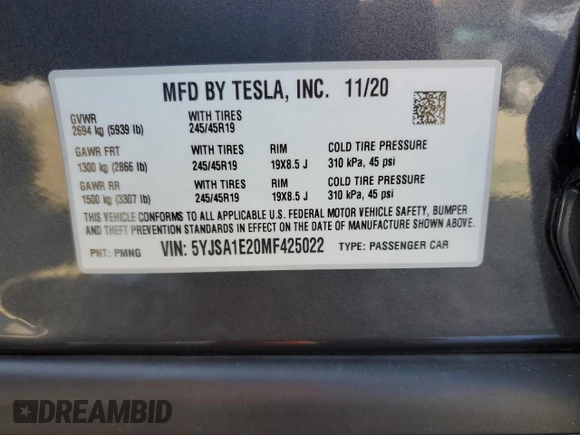 MFD BY TESLA, INC. 11/20
GVWR WITH TIRES
2694 kg (5939 lb) 245/45R19
GAWR FRT WITH TIRES RIM COLD TIRE PRESSURE
1300 kg (2866 lb) 245/45R19 19X8.5 J 310 kPa, 45 psi
GAWR RR WITH TIRES RIM COLD TIRE PRESSURE
1500 kg (3307 lb) 245/45R19 19X8.5 J 310 kPa, 45 psi
THIS VEHICLE CONFORMS TO ALL APPLICABLE U.S. FEDERAL MOTOR VEHICLE SAFETY, BUMPER
AND THEFT PREVENTION STANDARDS IN EFFECT ON THE DATE OF MANUFACTURE SHOWN ABOVE.
PNT: PMNG VIN: 5YJSA1E20MF425022 TYPE: PASSENGER CAR
DREAMBID